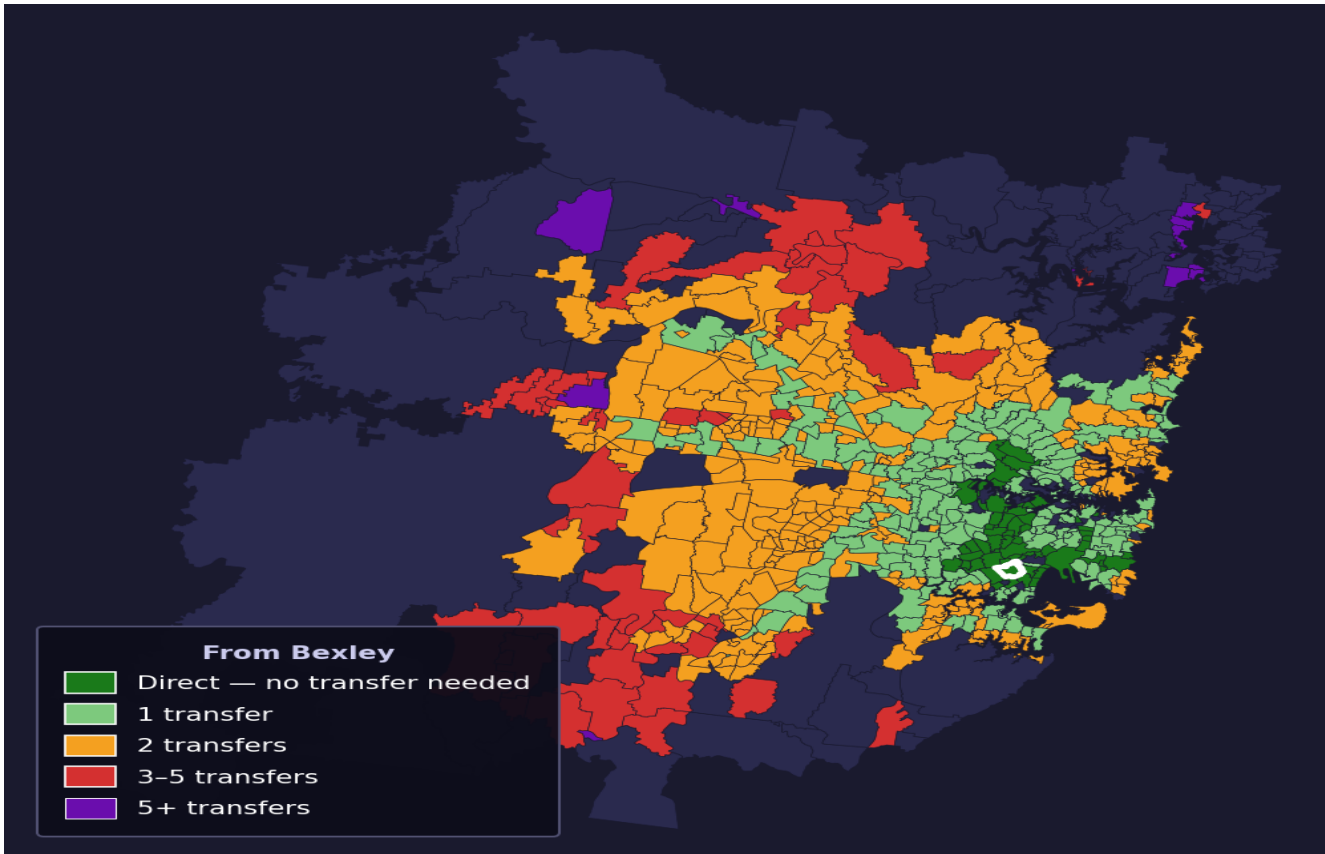 From Bexley
Direct — no transfer needed
1 transfer
2 transfers
3–5 transfers
5+ transfers